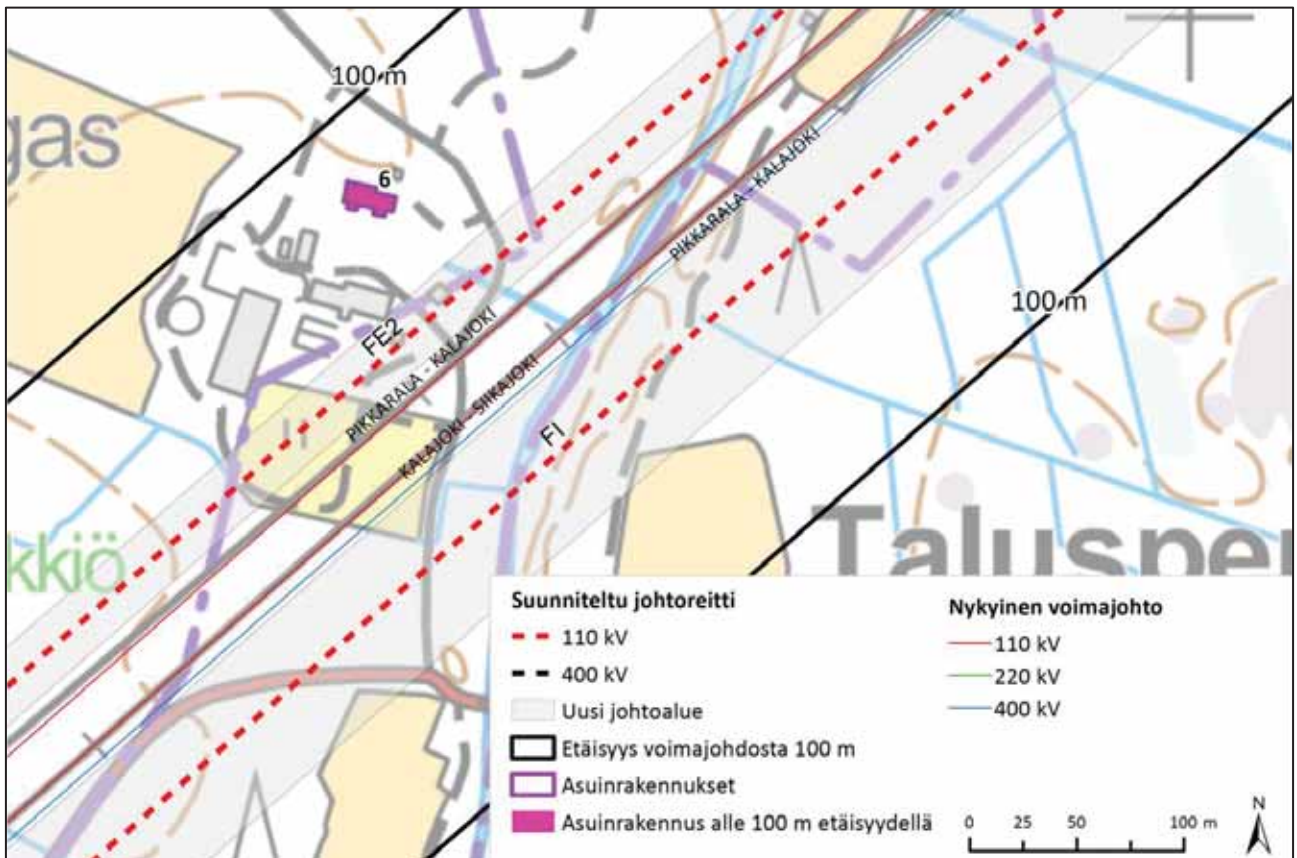 100 m
gas
6
PIKKARALA - KALAJOKI
100 m
FE2
PIKKARALA - KALAJOKI
KALAJOKI - SIIKAJOKI
FI
kkiö
Taluspe
Suunniteltu johtoreitti
110 kV
400 kV
Uusi johtoalue
Etäisyys voimajohdosta 100 m
Asuinrakennukset
Asuinrakennus alle 100 m etäisyydellä
Nykyinen voimajohto
110 kV
220 kV
400 kV
0 25 50 100 m
N